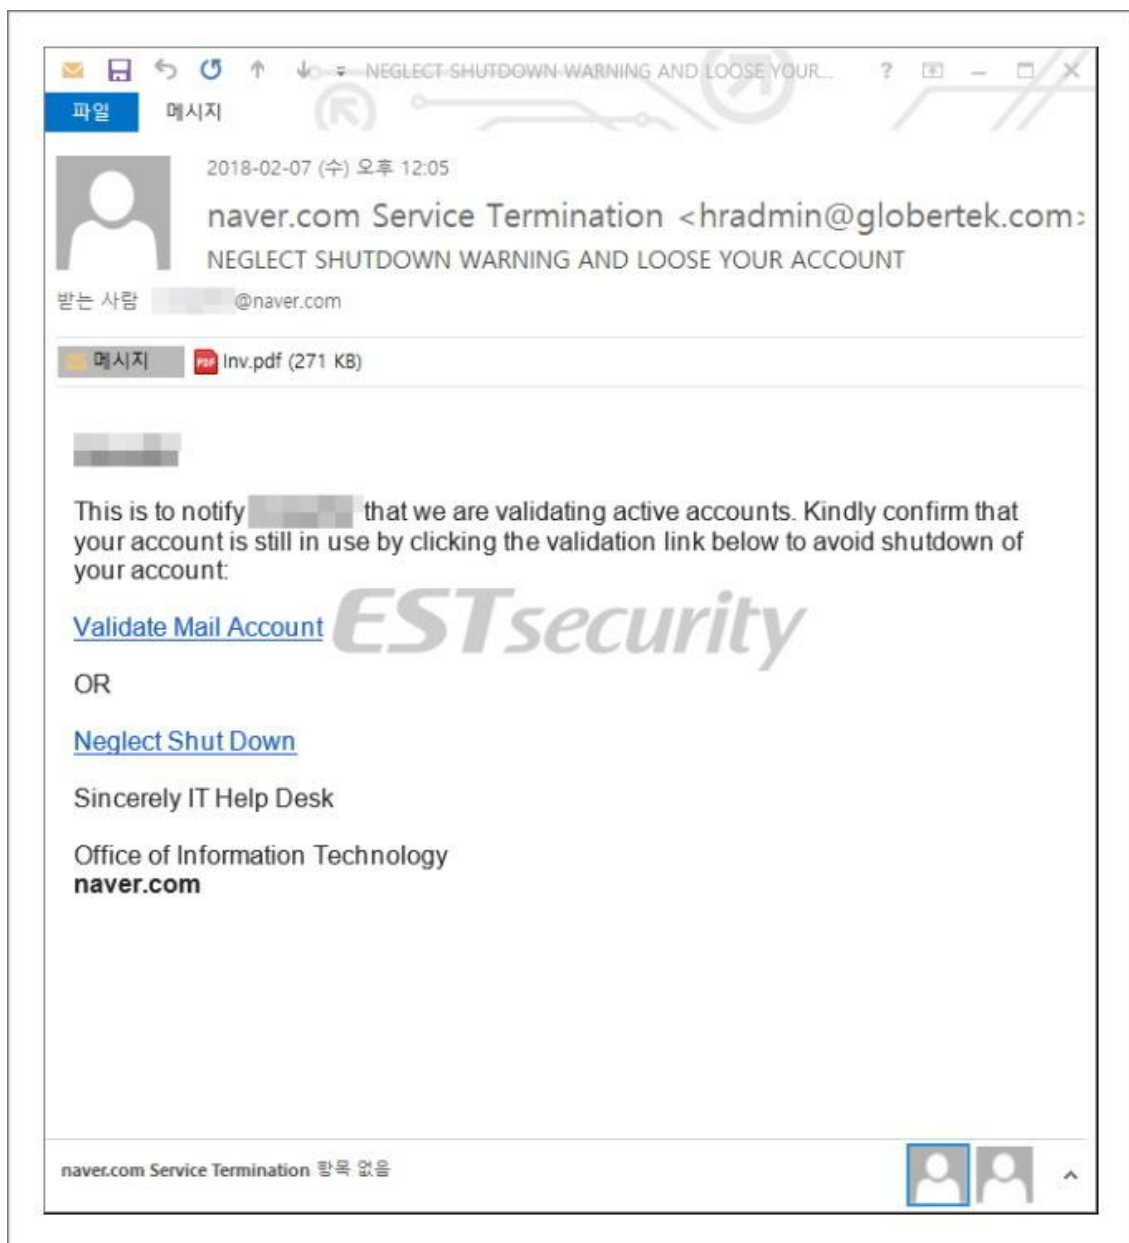 NEGLECT SHUTDOWN WARNING AND LOOSE YOUR...
파일 메시지
2018-02-07 (수) 오후 12:05
naver.com Service Termination <hradmin@globertek.com>
NEGLECT SHUTDOWN WARNING AND LOOSE YOUR ACCOUNT
받는 사람 @naver.com
메시지 Inv.pdf (271 KB)
This is to notify that we are validating active accounts. Kindly confirm that
your account is still in use by clicking the validation link below to avoid shutdown of
your account:
ESTsecurity
Validate Mail Account
OR
Neglect Shut Down
Sincerely IT Help Desk
Office of Information Technology
naver.com
naver.com Service Termination 항목 없음